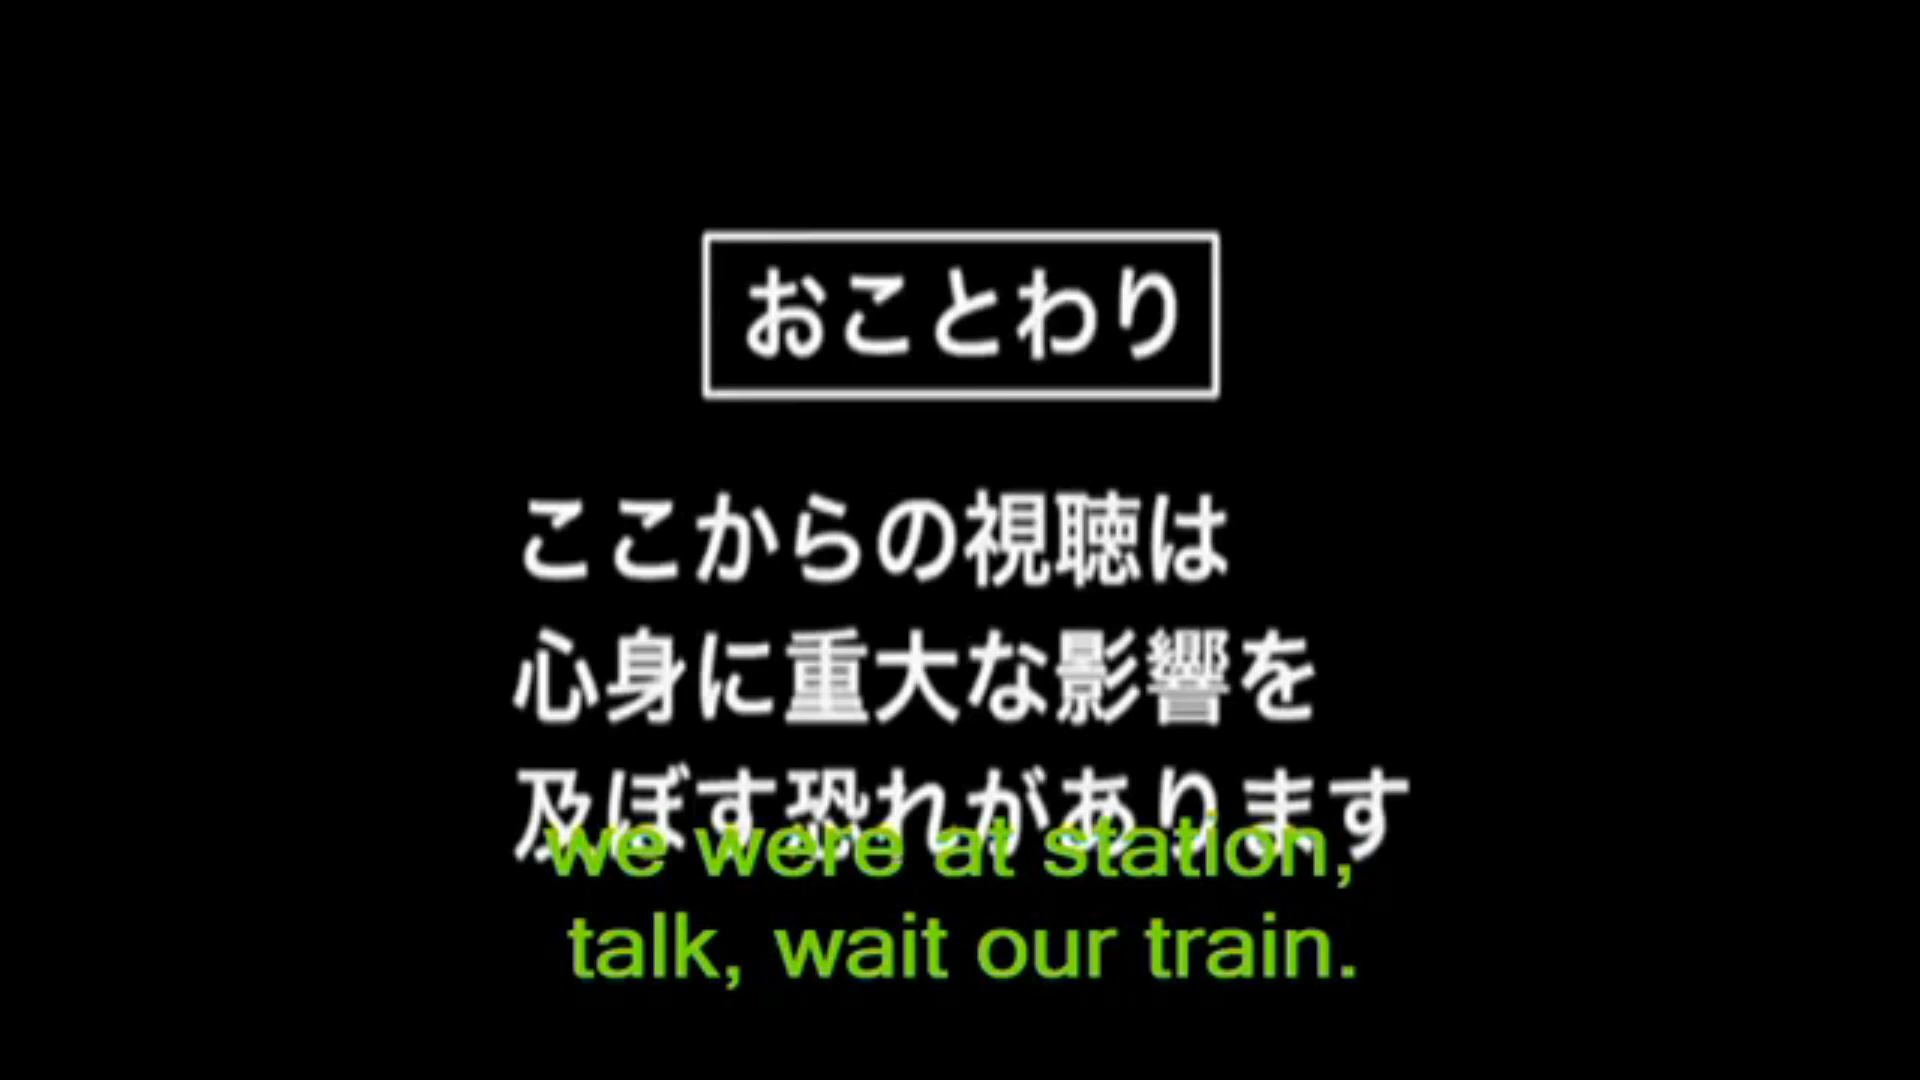 おことわり
ここからの視聴は
心身に重大な影響を
及ぼす恐れがあります
we were at station,
talk, wait our train.